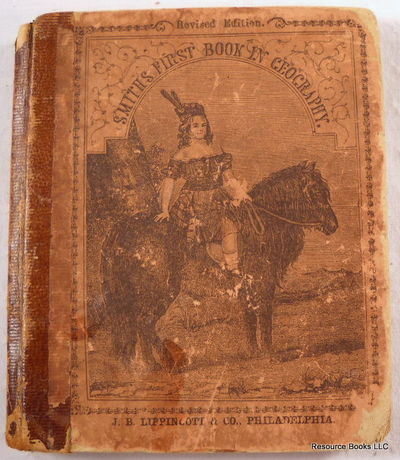 Revised Edition.
SMITH'S FIRST BOOK IN GEOGRAPHY.
J. B. LIPPINCOTT & CO., PHILADELPHIA.
Resource Books LLC